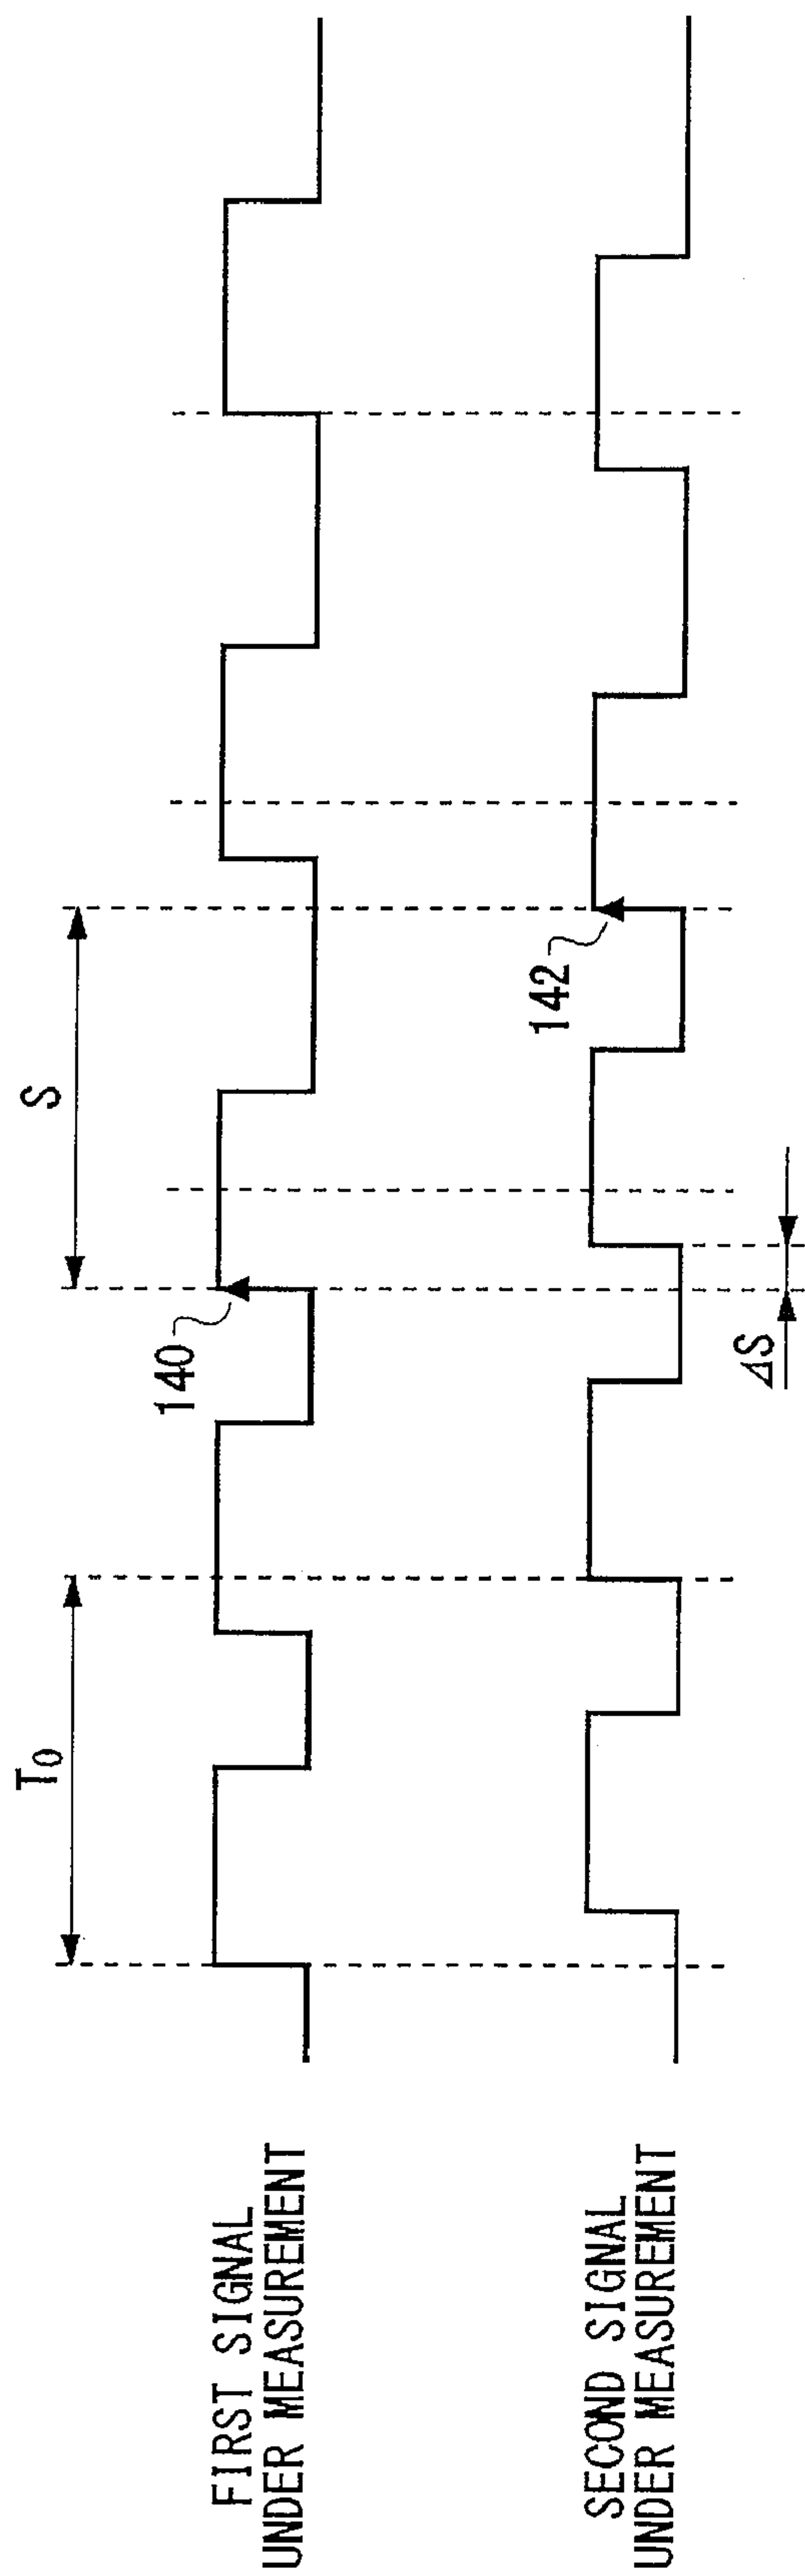 T0
S
140
FIRST SIGNAL
UNDER MEASUREMENT
142
SECOND SIGNAL
UNDER MEASUREMENT
ΔS